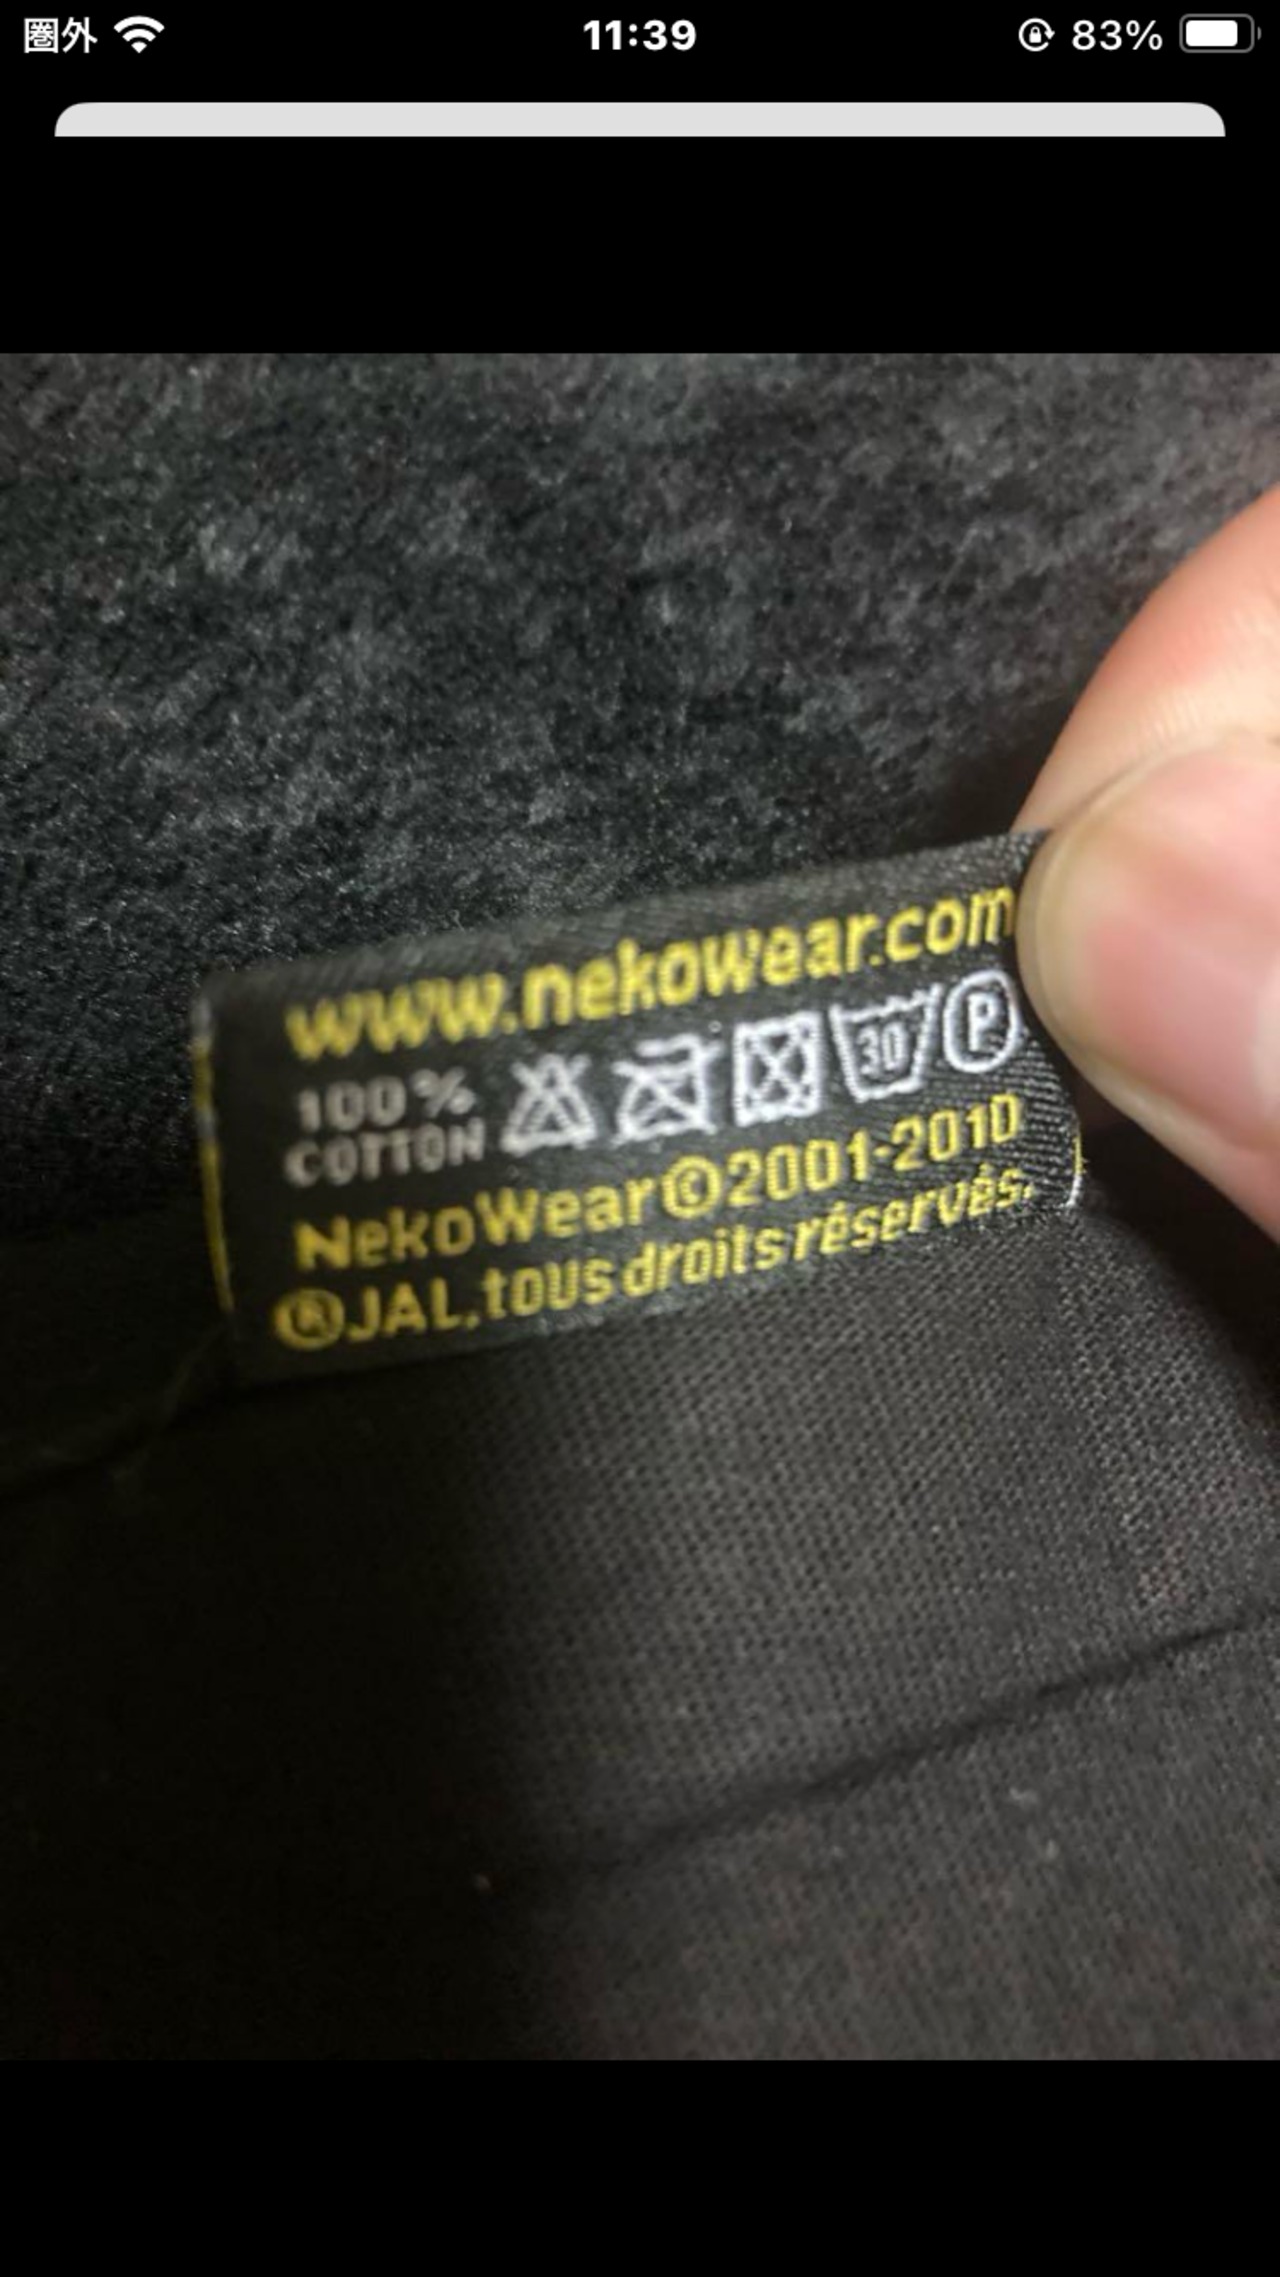 圏外 11:39 83%
www.nekowear.com
100%
COTTON
30 P
NekoWear©2001-2010
®JAL. tous droits réservés.